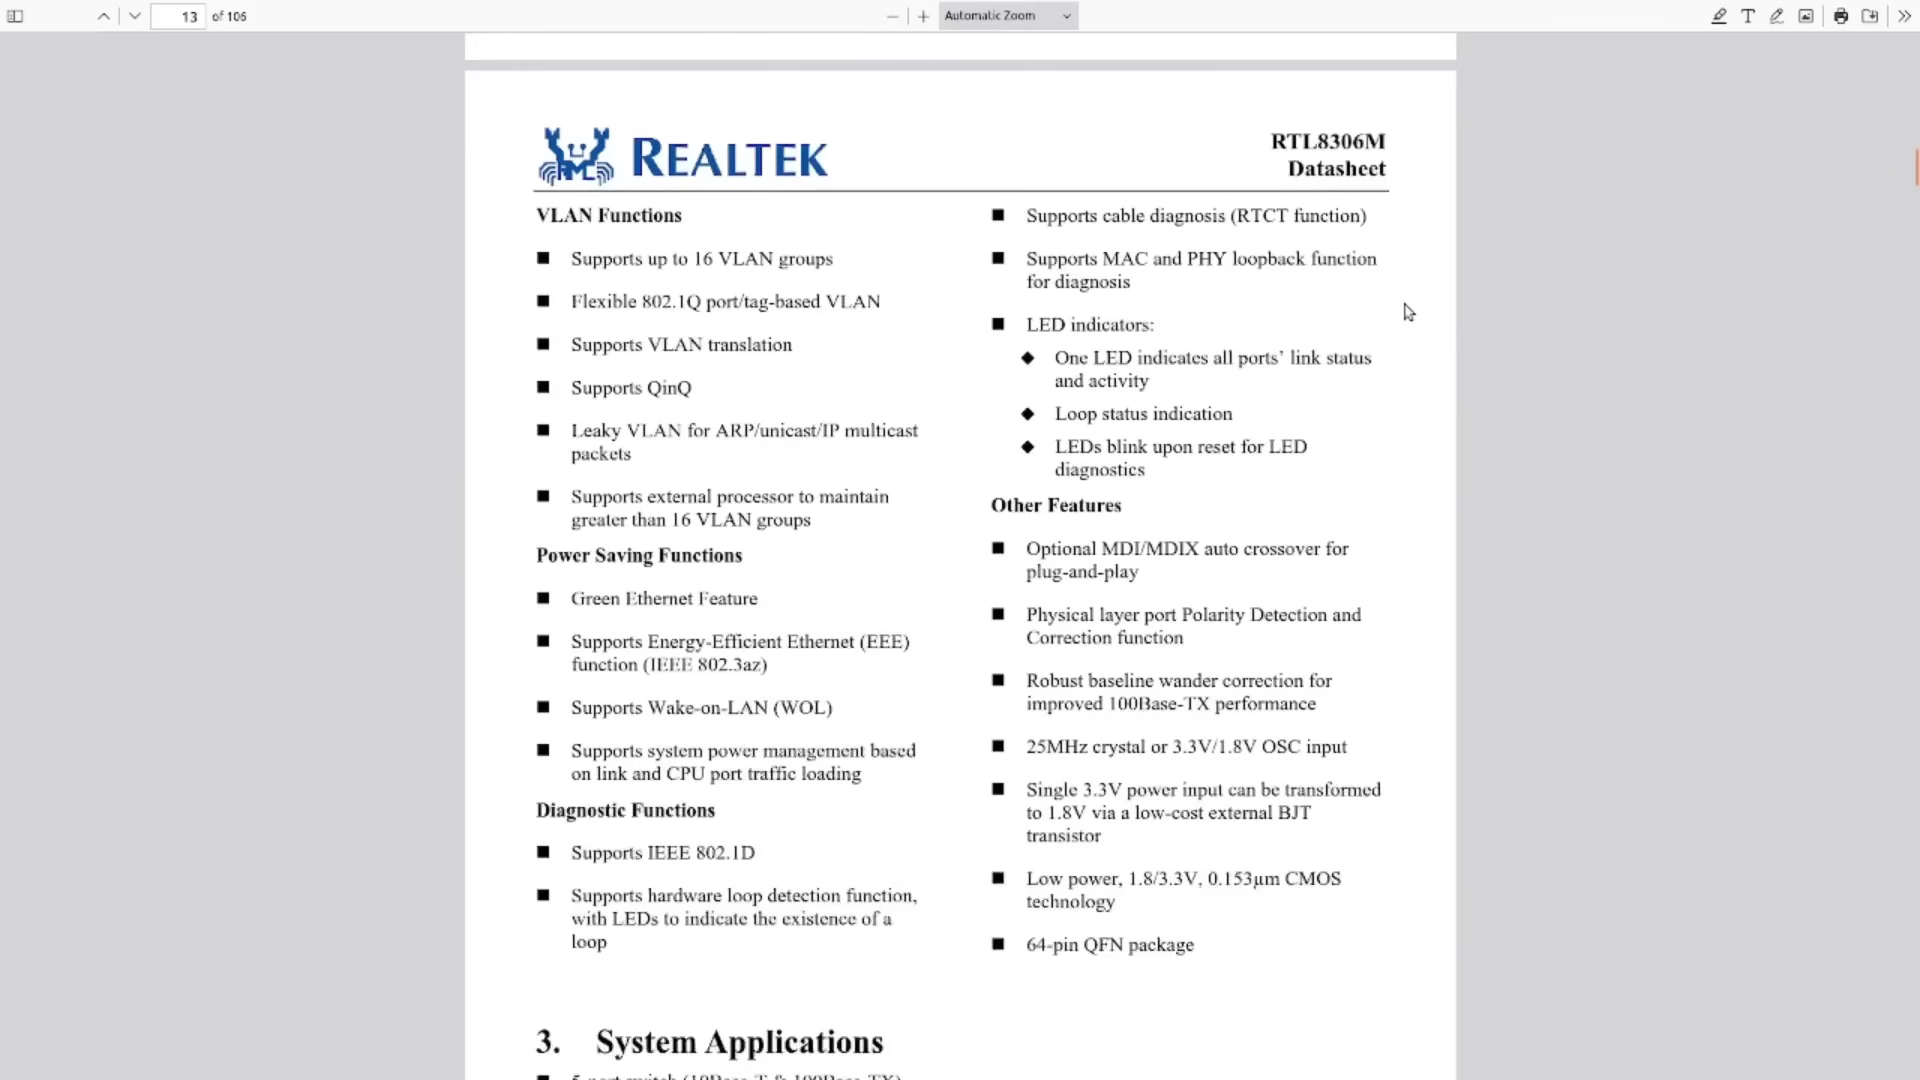 13 of 106 Automatic Zoom
REALTEK
RTL8306M
Datasheet
VLAN Functions
Supports up to 16 VLAN groups
Flexible 802.1Q port/tag-based VLAN
Supports VLAN translation
Supports QinQ
Leaky VLAN for ARP/unicast/IP multicast
packets
Supports external processor to maintain
greater than 16 VLAN groups
Power Saving Functions
Green Ethernet Feature
Supports Energy-Efficient Ethernet (EEE)
function (IEEE 802.3az)
Supports Wake-on-LAN (WOL)
Supports system power management based
on link and CPU port traffic loading
Diagnostic Functions
Supports IEEE 802.1D
Supports hardware loop detection function,
with LEDs to indicate the existence of a
loop
Supports cable diagnosis (RTCT function)
Supports MAC and PHY loopback function
for diagnosis
LED indicators:
One LED indicates all ports’ link status
and activity
Loop status indication
LEDs blink upon reset for LED
diagnostics
Other Features
Optional MDI/MDIX auto crossover for
plug-and-play
Physical layer port Polarity Detection and
Correction function
Robust baseline wander correction for
improved 100Base-TX performance
25MHz crystal or 3.3V/1.8V OSC input
Single 3.3V power input can be transformed
to 1.8V via a low-cost external BJT
transistor
Low power, 1.8/3.3V, 0.153µm CMOS
technology
64-pin QFN package
3. System Applications
5-port switch (10Base-T & 100Base-TX)